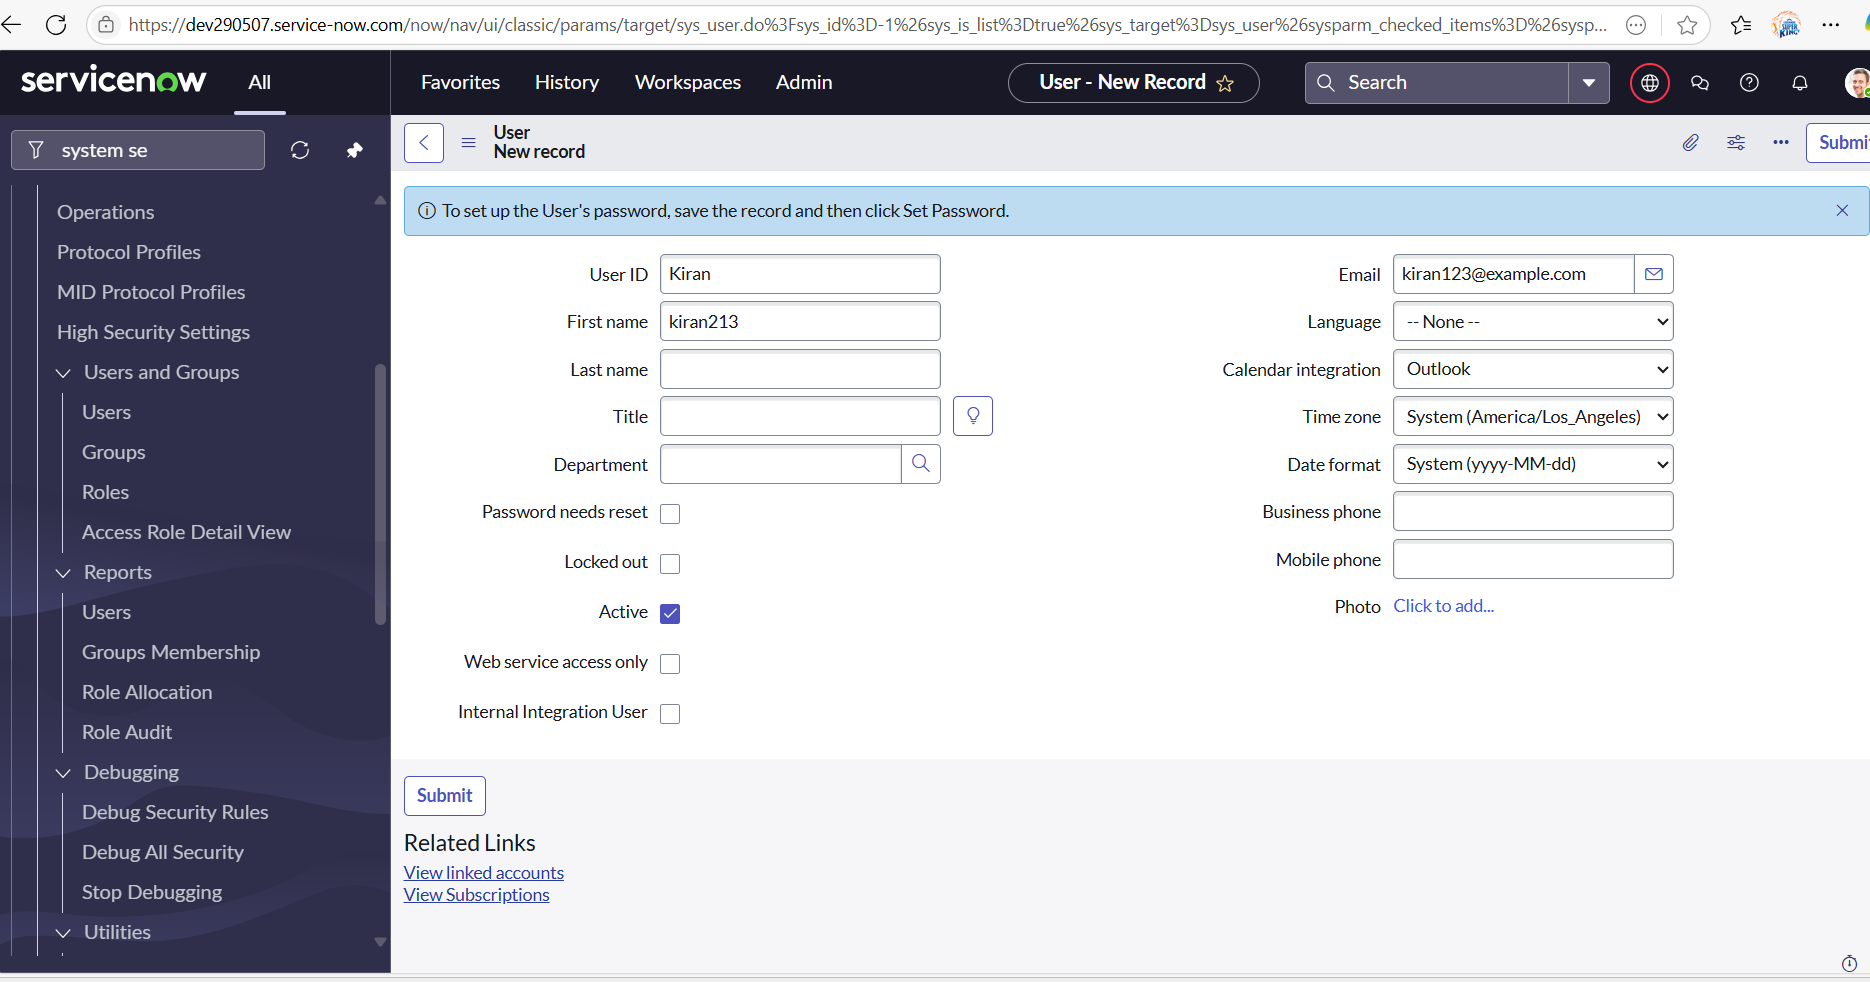 https://dev290507.service-now.com/now/nav/ui/classic/params/target/sys_user.do%3Fsys_id%3D-1%26sys_is_list%3Dtrue%26sys_target%3Dsys_user%26sysparm_checked_items%3D%26sysp...
servicenow
All
Favorites
History
Workspaces
Admin
User - New Record
Search
system se
Operations
Protocol Profiles
MID Protocol Profiles
High Security Settings
Users and Groups
Users
Groups
Roles
Access Role Detail View
Reports
Users
Groups Membership
Role Allocation
Role Audit
Debugging
Debug Security Rules
Debug All Security
Stop Debugging
Utilities
User
New record
Submit
To set up the User's password, save the record and then click Set Password.
User ID Kiran
First name kiran213
Last name
Title
Department
Password needs reset
Locked out
Active
Web service access only
Internal Integration User
Email kiran123@example.com
Language -- None --
Calendar integration Outlook
Time zone System (America/Los_Angeles)
Date format System (yyyy-MM-dd)
Business phone
Mobile phone
Photo Click to add...
Submit
Related Links
View linked accounts
View Subscriptions